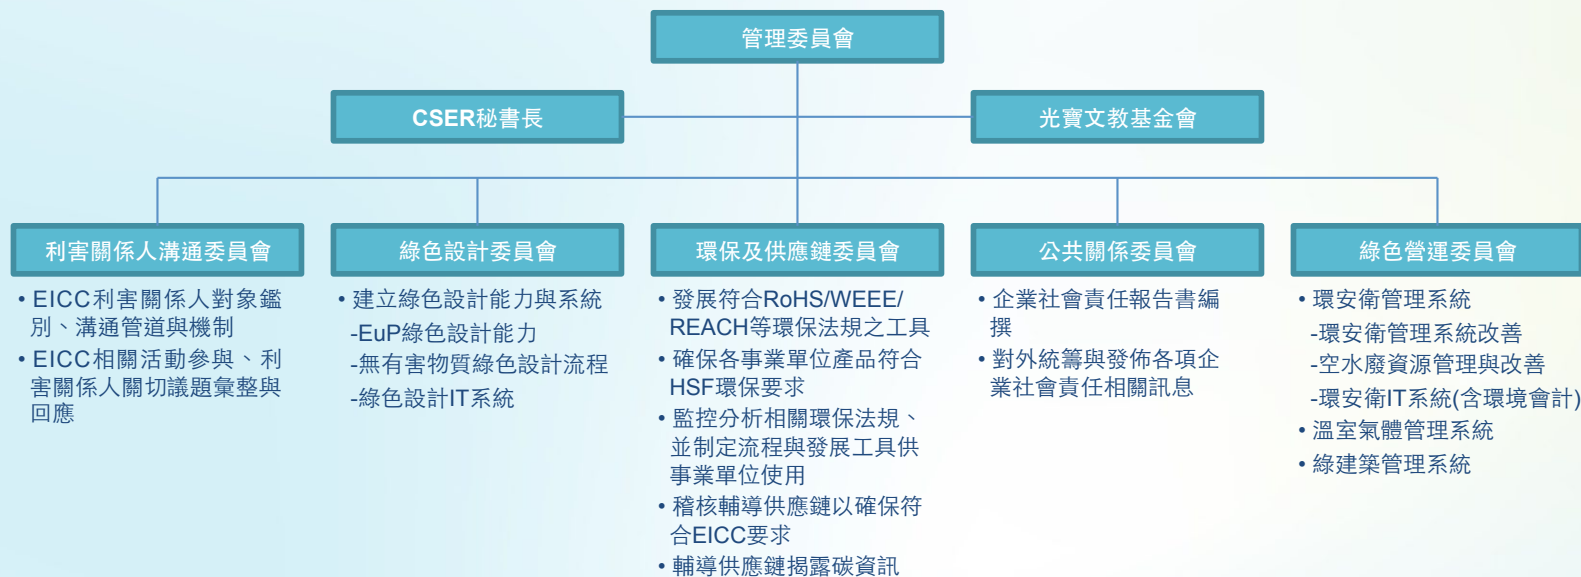 管理委員會
CSER秘書長
光寶文教基金會
利害關係人溝通委員會
• EICC利害關係人對象鑑
別、溝通管道與機制
• EICC相關活動參與、利
害關係人關切議題彙整與
回應
綠色設計委員會
• 建立綠色設計能力與系統
-EuP綠色設計能力
-無有害物質綠色設計流程
-綠色設計IT系統
環保及供應鏈委員會
• 發展符合RoHS/WEEE/
REACH等環保法規之工具
• 確保各事業單位產品符合
HSF環保要求
• 監控分析相關環保法規、
並制定流程與發展工具供
事業單位使用
• 稽核輔導供應鏈以確保符
合EICC要求
• 輔導供應鏈揭露碳資訊
公共關係委員會
• 企業社會責任報告書編
撰
• 對外統籌與發佈各項企
業社會責任相關訊息
綠色營運委員會
• 環安衛管理系統
-環安衛管理系統改善
-空水廢資源管理與改善
-環安衛IT系統(含環境會計)
• 溫室氣體管理系統
• 綠建築管理系統